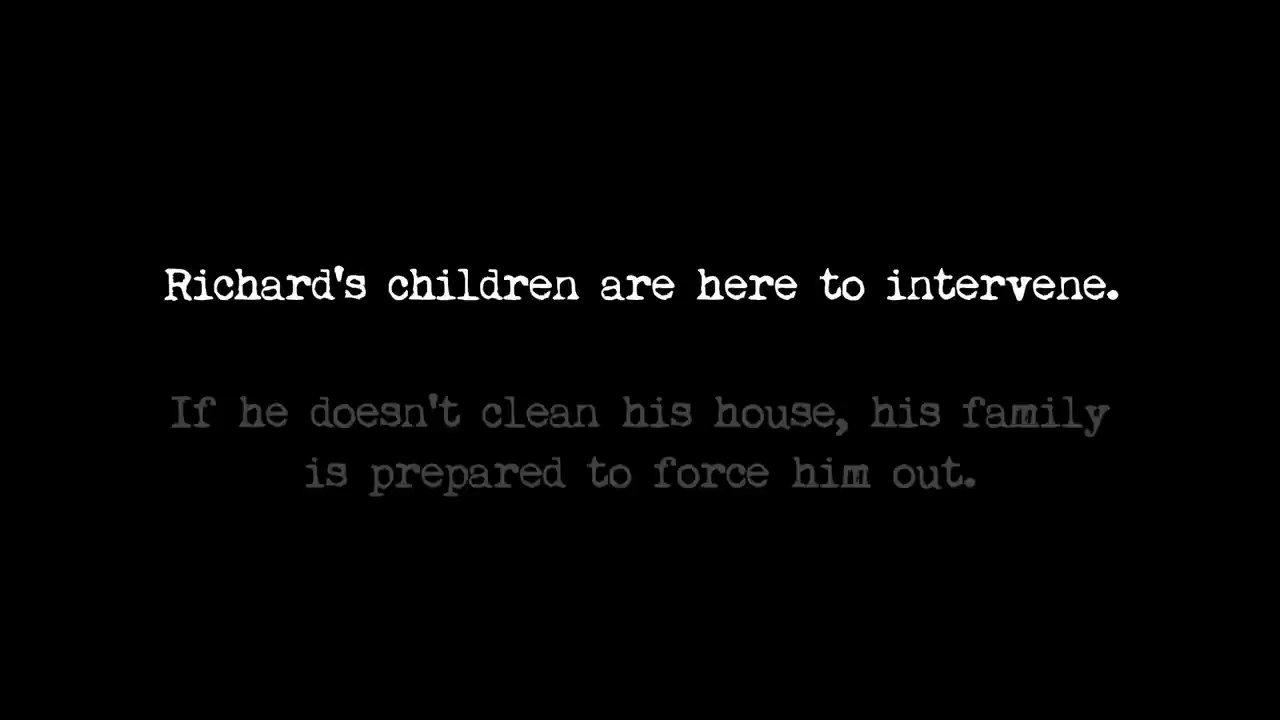 Richard's children are here to intervene.
If he doesn't clean his house, his family
is prepared to force him out.